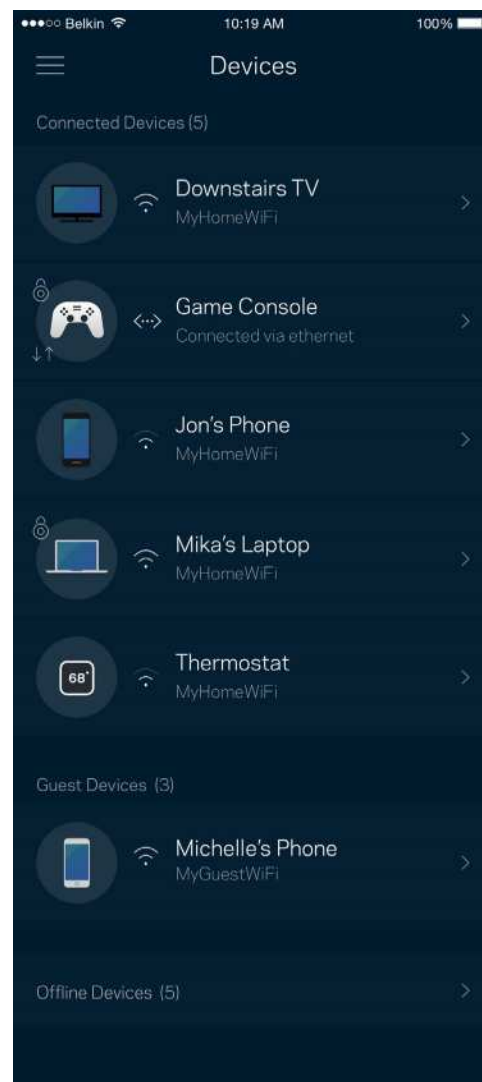 Belkin 10:19 AM 100%
Devices
Connected Devices (5)
Downstairs TV
MyHomeWiFi
Game Console
Connected via ethernet
Jon's Phone
MyHomeWiFi
Mika's Laptop
MyHomeWiFi
68°
Thermostat
MyHomeWiFi
Guest Devices (3)
Michelle's Phone
MyGuestWiFi
Offline Devices (5)